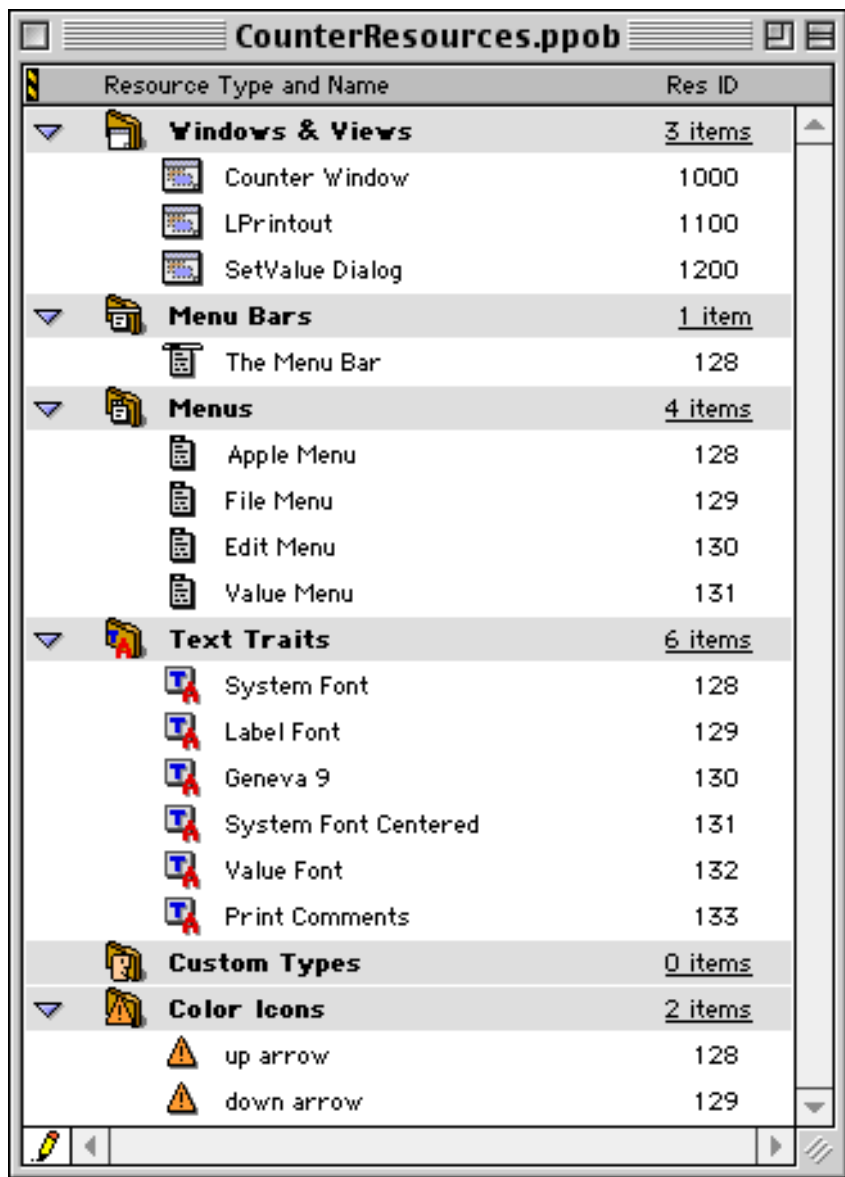 CounterResources.ppob
Resource Type and Name Res ID
Windows & Views 3 items
Counter Window 1000
LPrintout 1100
SetValue Dialog 1200
Menu Bars 1 item
The Menu Bar 128
Menus 4 items
Apple Menu 128
File Menu 129
Edit Menu 130
Value Menu 131
Text Traits 6 items
System Font 128
Label Font 129
Geneva 9 130
System Font Centered 131
Value Font 132
Print Comments 133
Custom Types 0 items
Color Icons 2 items
up arrow 128
down arrow 129